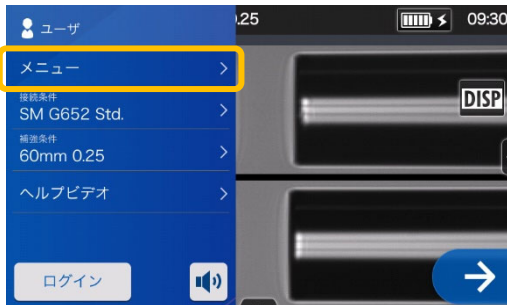 ユーザ
.25
09:30
メニュー
接続条件
SM G652 Std.
補強条件
60mm 0.25
ヘルプビデオ
ログイン
DISP